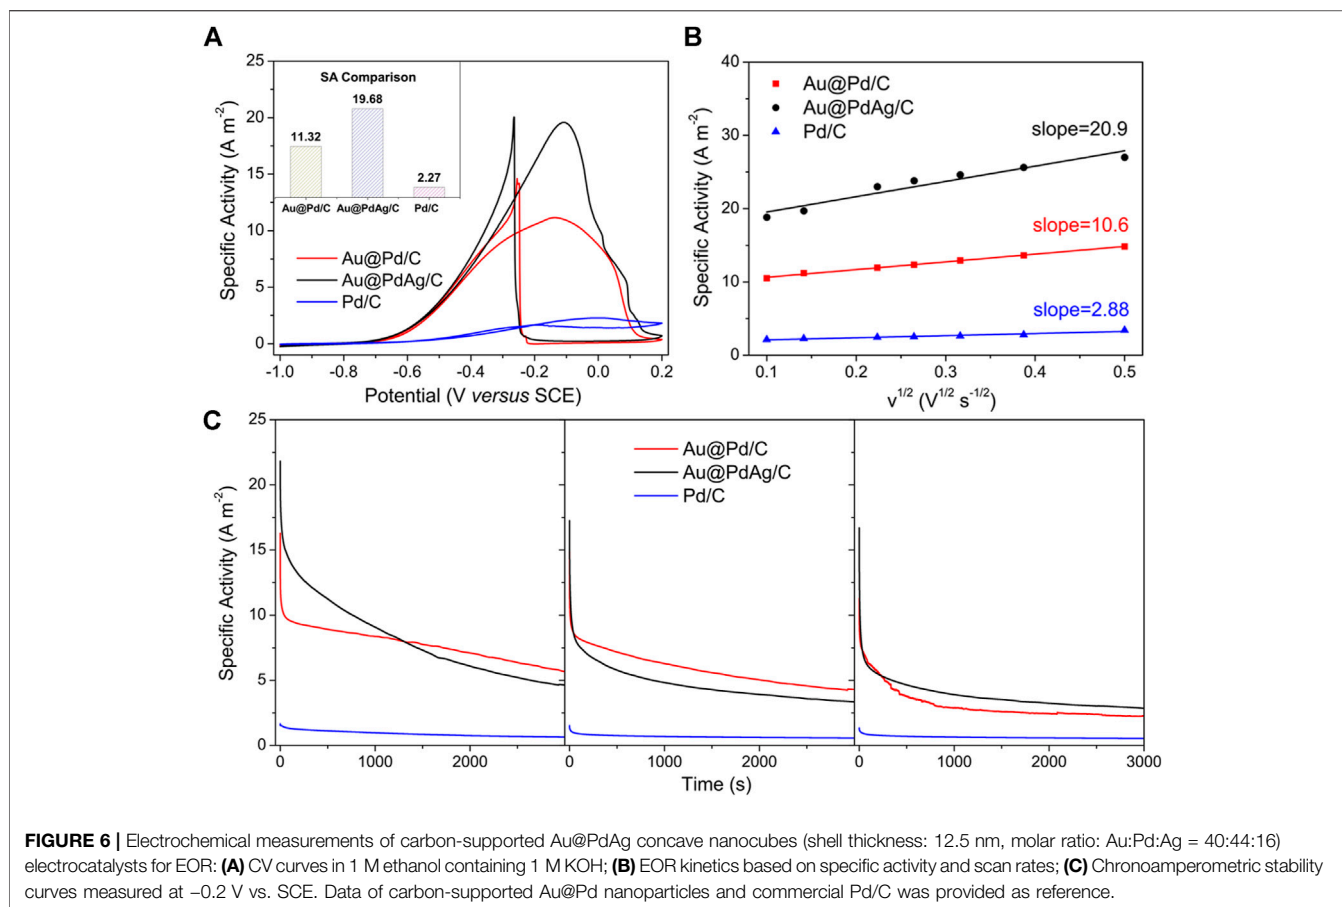 A
25
20
15
10
5
0
Specific Activity (A m⁻²)
SA Comparison
11.32
19.68
2.27
Au@Pd/C Au@PdAg/C Pd/C
Au@Pd/C
Au@PdAg/C
Pd/C
-1.0 -0.8 -0.6 -0.4 -0.2 0.0 0.2
Potential (V versus SCE)
B
40
30
20
10
0
Specific Activity (A m⁻²)
Au@Pd/C
Au@PdAg/C
Pd/C
slope=20.9
slope=10.6
slope=2.88
0.1 0.2 0.3 0.4 0.5
v¹/² (V¹/² s⁻¹/²)
C
25
20
15
10
5
0
Specific Activity (A m⁻²)
Au@Pd/C
Au@PdAg/C
Pd/C
0 1000 2000 0 1000 2000 0 1000 2000 3000
Time (s)
FIGURE 6 | Electrochemical measurements of carbon-supported Au@PdAg concave nanocubes (shell thickness: 12.5 nm, molar ratio: Au:Pd:Ag = 40:44:16)
electrocatalysts for EOR: (A) CV curves in 1 M ethanol containing 1 M KOH; (B) EOR kinetics based on specific activity and scan rates; (C) Chronoamperometric stability
curves measured at −0.2 V vs. SCE. Data of carbon-supported Au@Pd nanoparticles and commercial Pd/C was provided as reference.